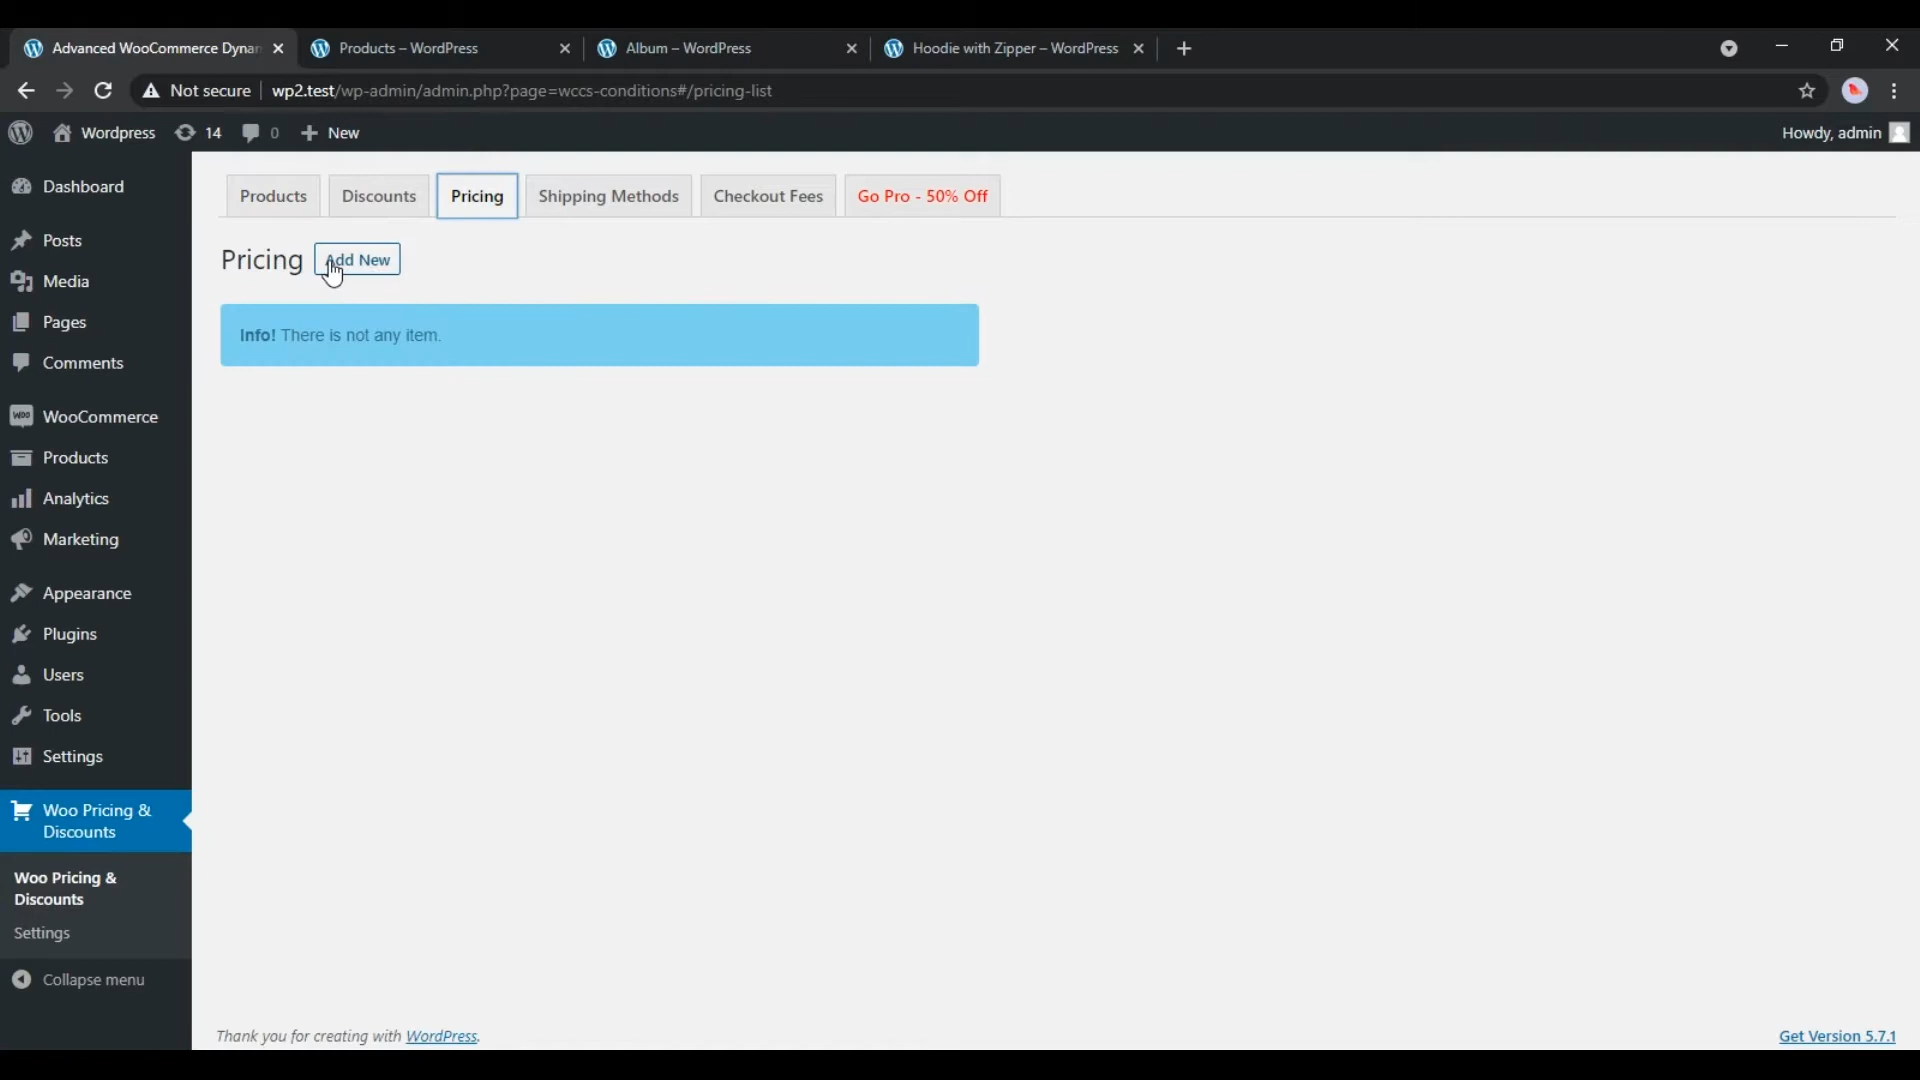 Advanced WooCommerce Dynar
Products – WordPress
Album – WordPress
Hoodie with Zipper – WordPress
Not secure
wp2.test/wp-admin/admin.php?page=wccs-conditions#/pricing-list
Wordpress
14
0
New
Howdy, admin
Dashboard
Posts
Media
Pages
Comments
WooCommerce
Products
Analytics
Marketing
Appearance
Plugins
Users
Tools
Settings
Woo Pricing &
Discounts
Woo Pricing &
Discounts
Settings
Collapse menu
Products
Discounts
Pricing
Shipping Methods
Checkout Fees
Go Pro - 50% Off
Pricing
Add New
Info! There is not any item.
Thank you for creating with WordPress.
Get Version 5.7.1